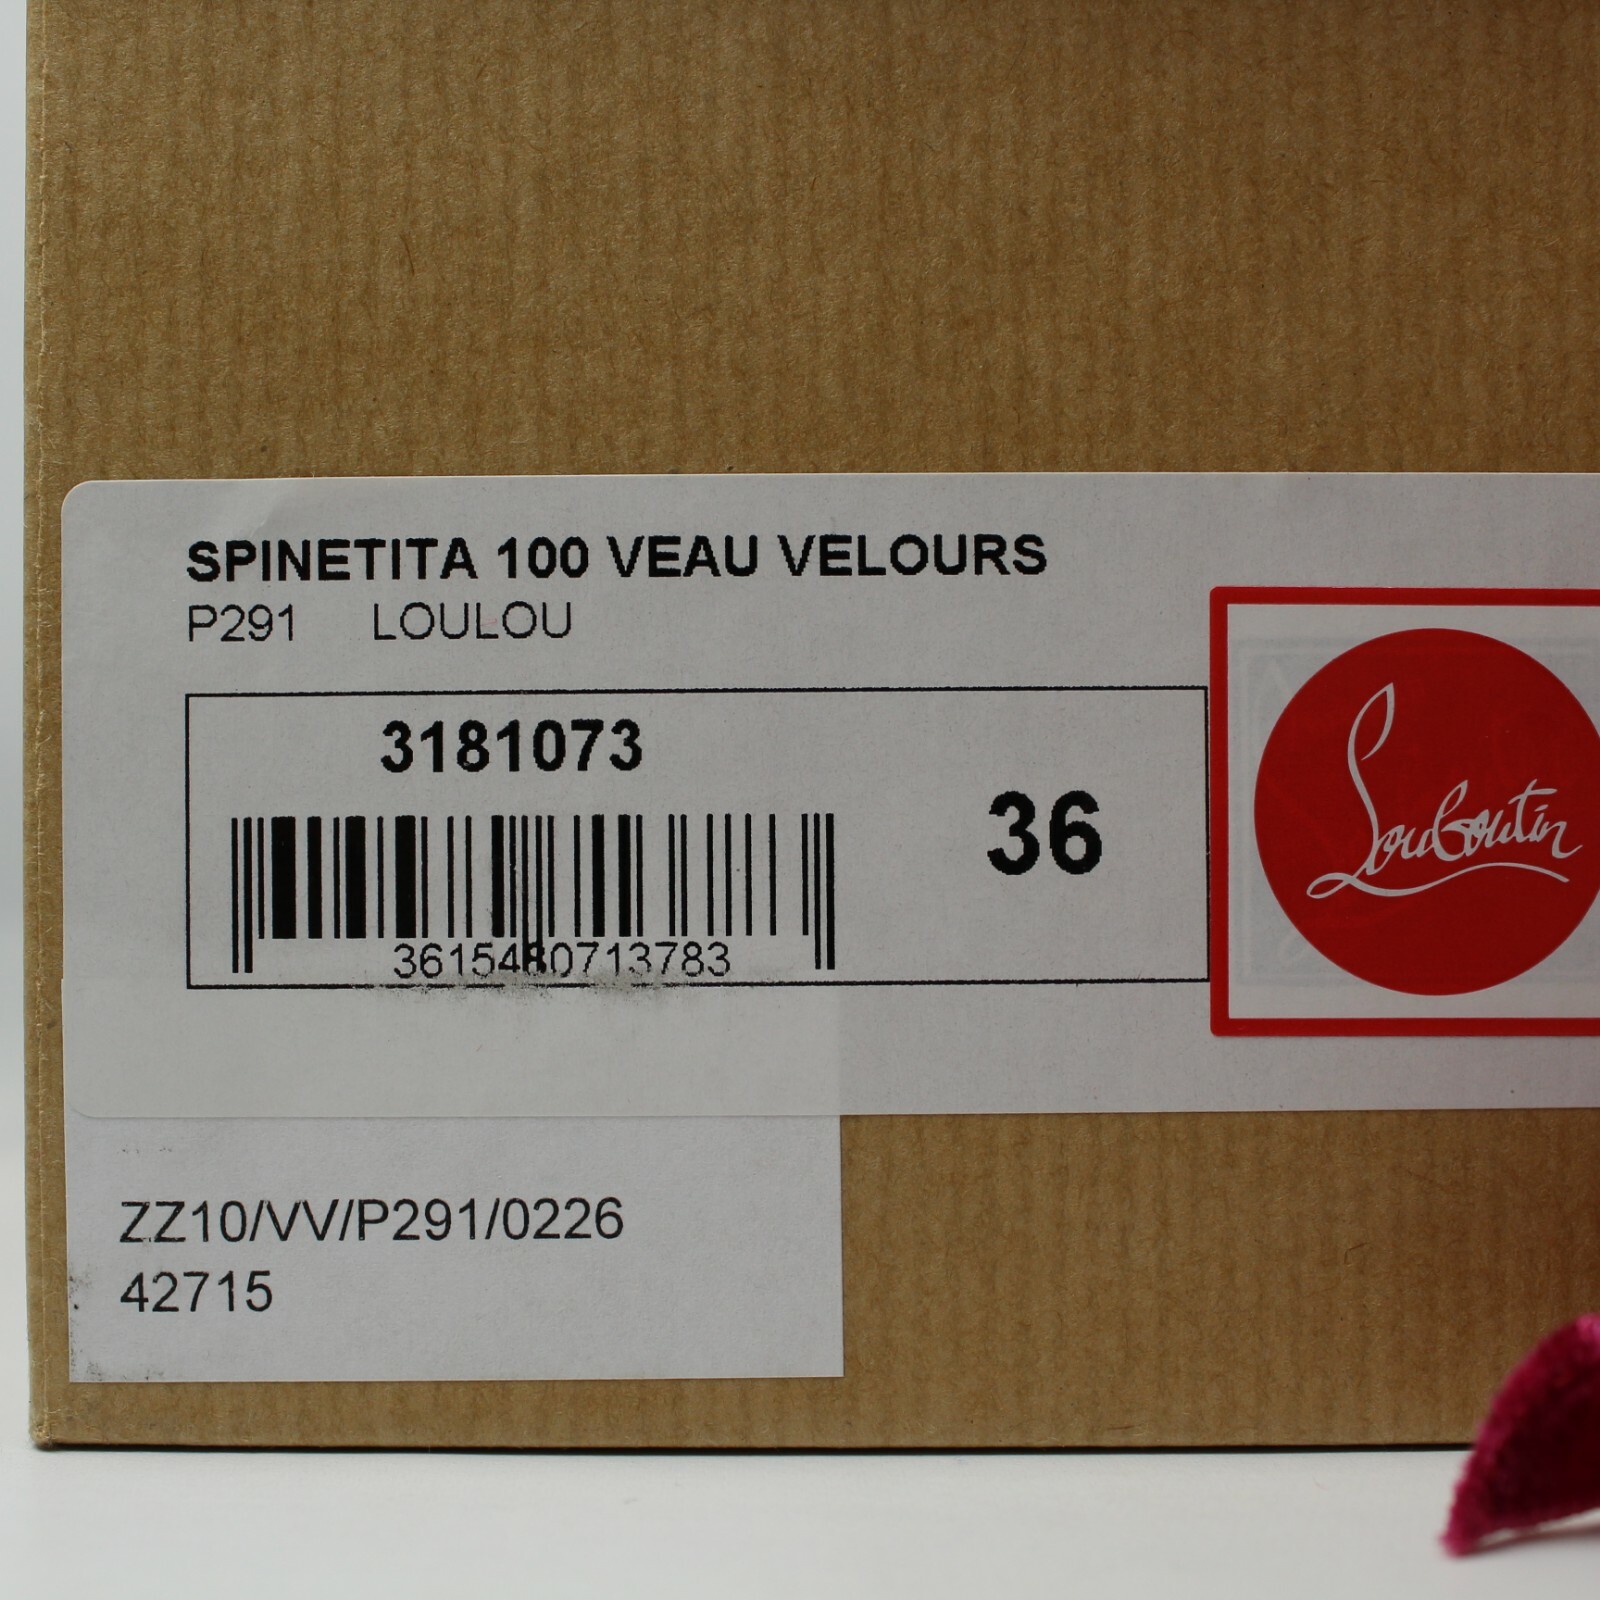 SPINETITA 100 VEAU VELOURS
P291 LOULOU
3181073
36
3615480713783
Louboutin
ZZ10/VV/P291/0226
42715